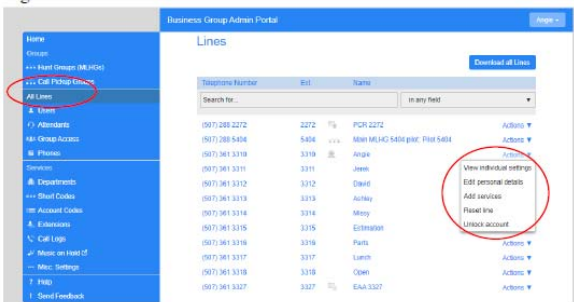 Business Group Admin Portal
Angie
Home
Groups
Hunt Groups (MLHGs)
Call Pickup Groups
All Lines
Users
Attendants
Group Access
Phones
Services
Departments
Short Codes
Account Codes
Extensions
Call Logs
Music on Hold
Misc. Settings
Help
Send Feedback
Lines
Download all Lines
Telephone Number Ext. Name
Search for... in any field
(507) 288 2272 2272 PCR 2272 Actions
(507) 288 5404 5404 Main MLHG 5404 pilot: Pilot 5404 Actions
(507) 361 3310 3310 Angie Actions
(507) 361 3311 3311 Jerek
(507) 361 3312 3312 David
(507) 361 3313 3313 Ashley
(507) 361 3314 3314 Missy
(507) 361 3315 3315 Estimation
(507) 361 3316 3316 Parts Actions
(507) 361 3317 3317 Lunch Actions
(507) 361 3318 3318 Open Actions
(507) 361 3327 3327 EAA 3327 Actions
View individual settings
Edit personal details
Add services
Reset line
Unlock account